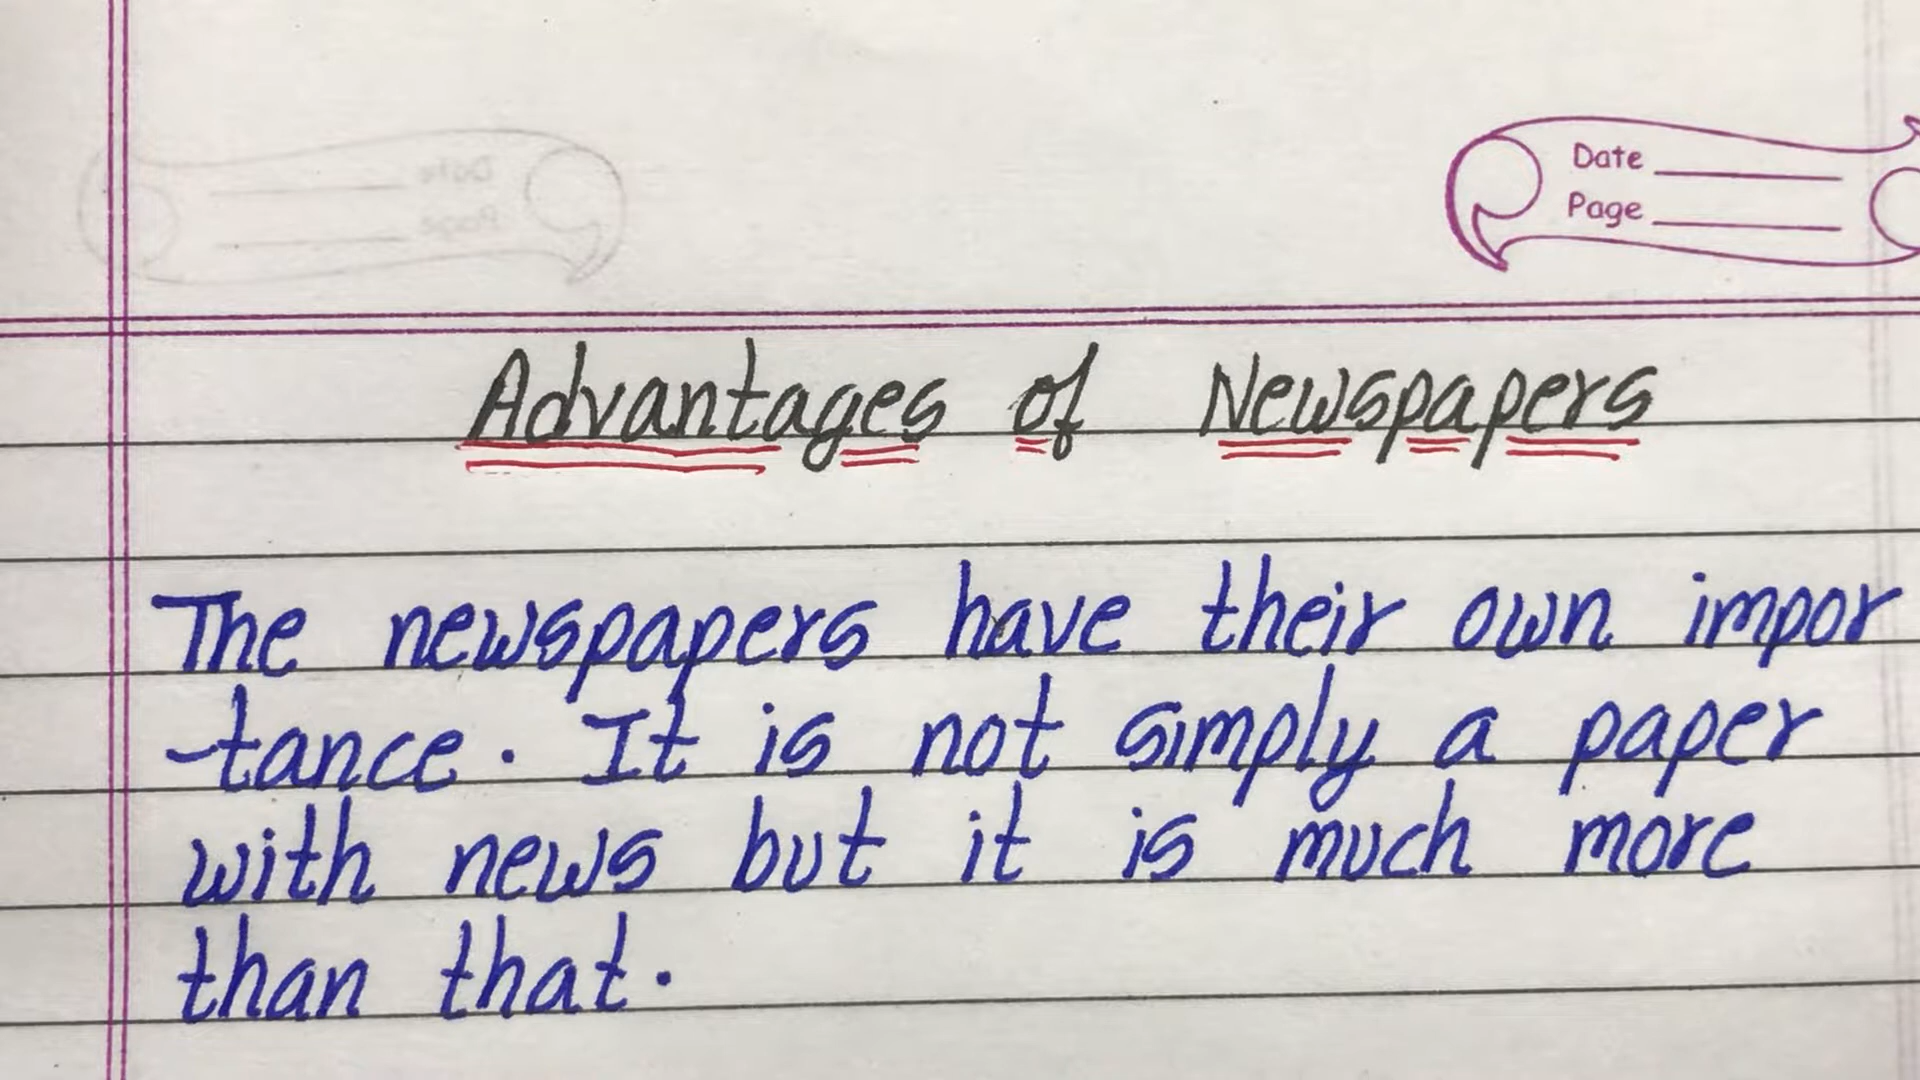 Date
Page
Advantages of Newspapers
The newspapers have their own impor
-tance. It is not simply a paper
with news but it is much more
than that.